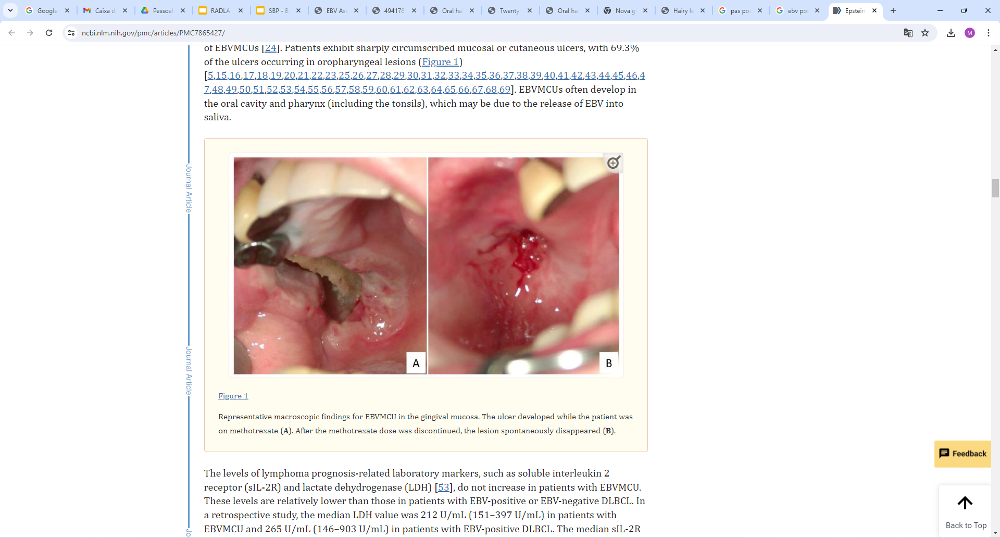 Google
Caixa d
Pessoal
RADLA
SBP - B
EBV As
494178
Oral ha
Twenty
Oral ha
Nova g
Hairy le
pas po
ebv po
Epstein
ncbi.nlm.nih.gov/pmc/articles/PMC7865427/
M
of EBVMCUs [24]. Patients exhibit sharply circumscribed mucosal or cutaneous ulcers, with 69.3%
of the ulcers occurring in oropharyngeal lesions (Figure 1)
[5,15,16,17,18,19,20,21,22,23,25,26,27,28,29,30,31,32,33,34,35,36,37,38,39,40,41,42,43,44,45,46,4
7,48,49,50,51,52,53,54,55,56,57,58,59,60,61,62,63,64,65,66,67,68,69]. EBVMCUs often develop in
the oral cavity and pharynx (including the tonsils), which may be due to the release of EBV into
saliva.
Journal Article
Journal Article
Jo
A
B
Figure 1
Representative macroscopic findings for EBVMCU in the gingival mucosa. The ulcer developed while the patient was
on methotrexate (A). After the methotrexate dose was discontinued, the lesion spontaneously disappeared (B).
Feedback
The levels of lymphoma prognosis-related laboratory markers, such as soluble interleukin 2
receptor (sIL-2R) and lactate dehydrogenase (LDH) [53], do not increase in patients with EBVMCU.
These levels are relatively lower than those in patients with EBV-positive or EBV-negative DLBCL. In
a retrospective study, the median LDH value was 212 U/mL (151–397 U/mL) in patients with
EBVMCU and 265 U/mL (146–903 U/mL) in patients with EBV-positive DLBCL. The median sIL-2R
Back to Top